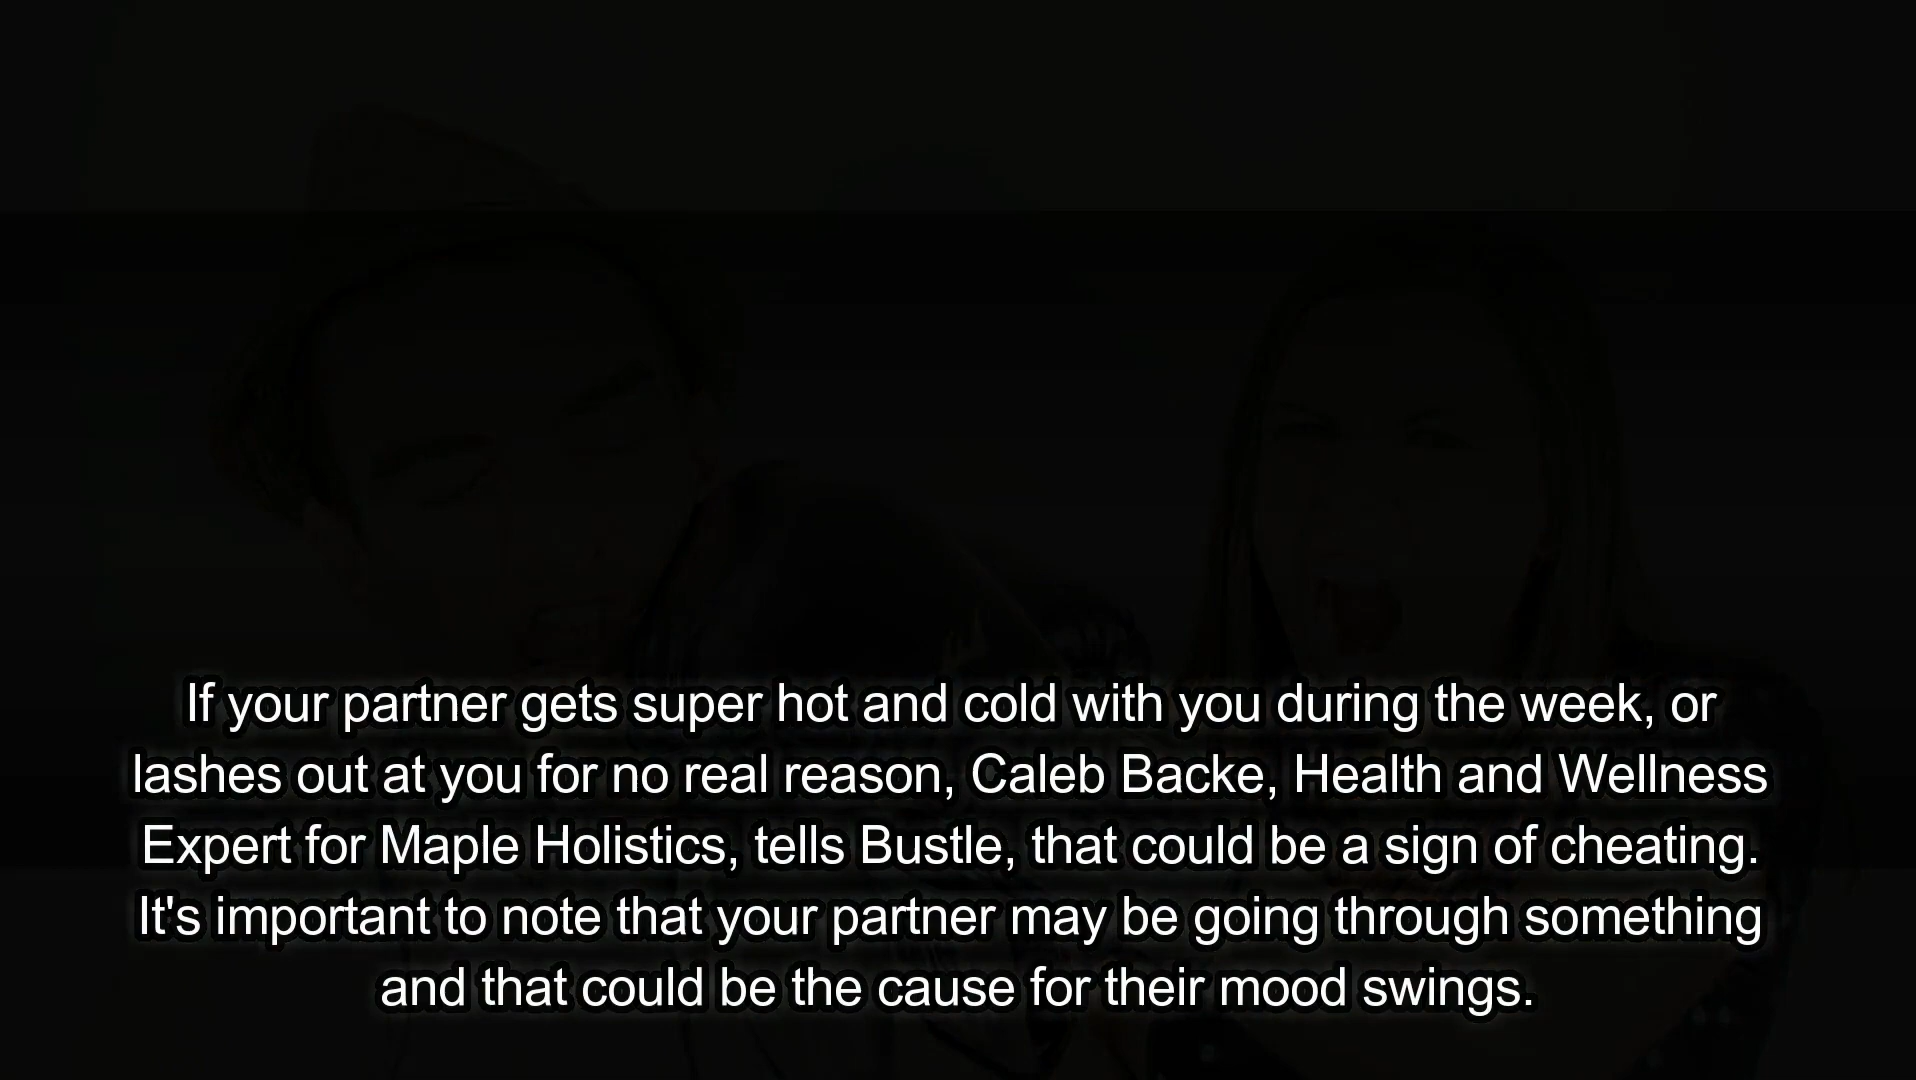 If your partner gets super hot and cold with you during the week, or
lashes out at you for no real reason, Caleb Backe, Health and Wellness
Expert for Maple Holistics, tells Bustle, that could be a sign of cheating.
It's important to note that your partner may be going through something
and that could be the cause for their mood swings.